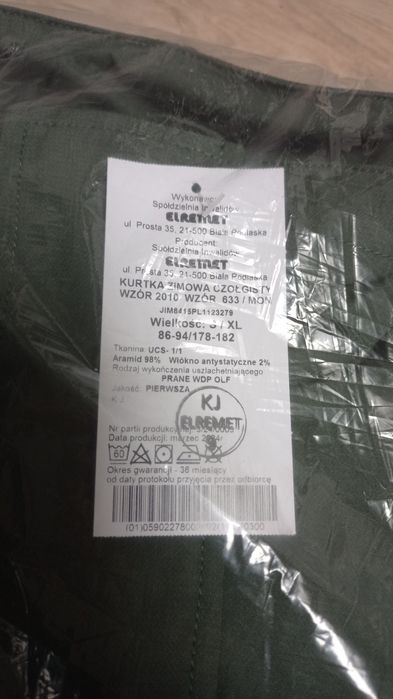 Wykonawc
Spółdzielnia Inwalidów
ELREMET
ul Prosta 35, 21-500 Biała Podlaska
Producent:
Spółdzielnia Inwalidów
ELREMET
ul Prosta 35, 21-500 Biała Podlaska
KURTKA ZIMOWA CZOŁGISTY
WZÓR 2010 WZÓR 633 / MON
JIM8415PL1123279
Wielkość: S / XL
86-94/178-182
Tkanina: UCS- 1/1
Aramid 98% Włókno antystatyczne 2%
Rodzaj wykończenia uszlachetniającego
PRANE WDP OLF
Jakość: PIERWSZA
K J
KJ
ELREMET
Nr partii produkcyjnej
Data produkcji: marzec 2024r
60
Okres gwarancji - 36 miesiący
od daty protokołu przyjęcia przez odbiorcę